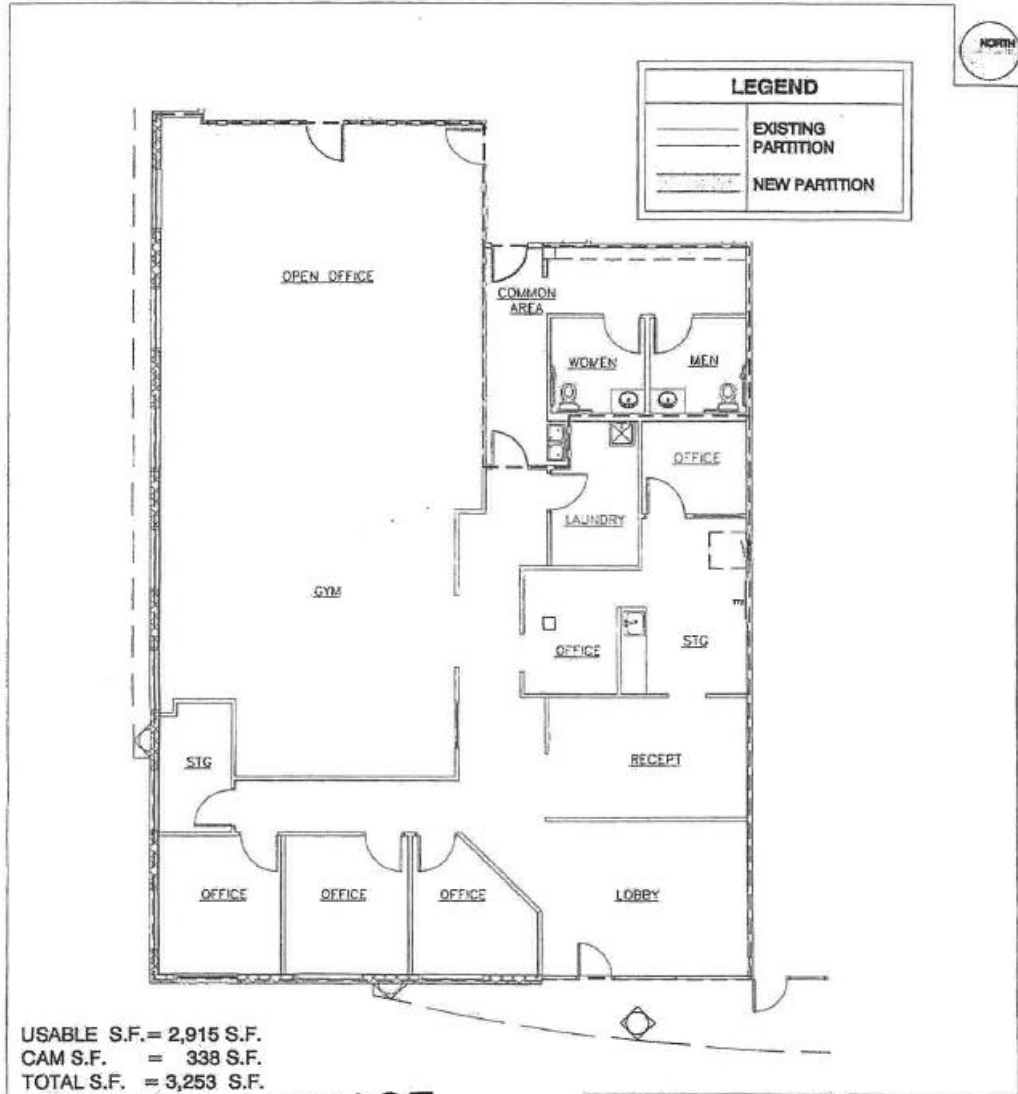 NORTH
LEGEND
EXISTING
PARTITION
NEW PARTITION
OPEN OFFICE
COMMON
AREA
WOMEN
MEN
OFFICE
LAUNDRY
GYM
OFFICE
STG
STG
RECEPT
OFFICE
OFFICE
OFFICE
LOBBY
USABLE S.F. = 2,915 S.F.
CAM S.F. = 338 S.F.
TOTAL S.F. = 3,253 S.F.